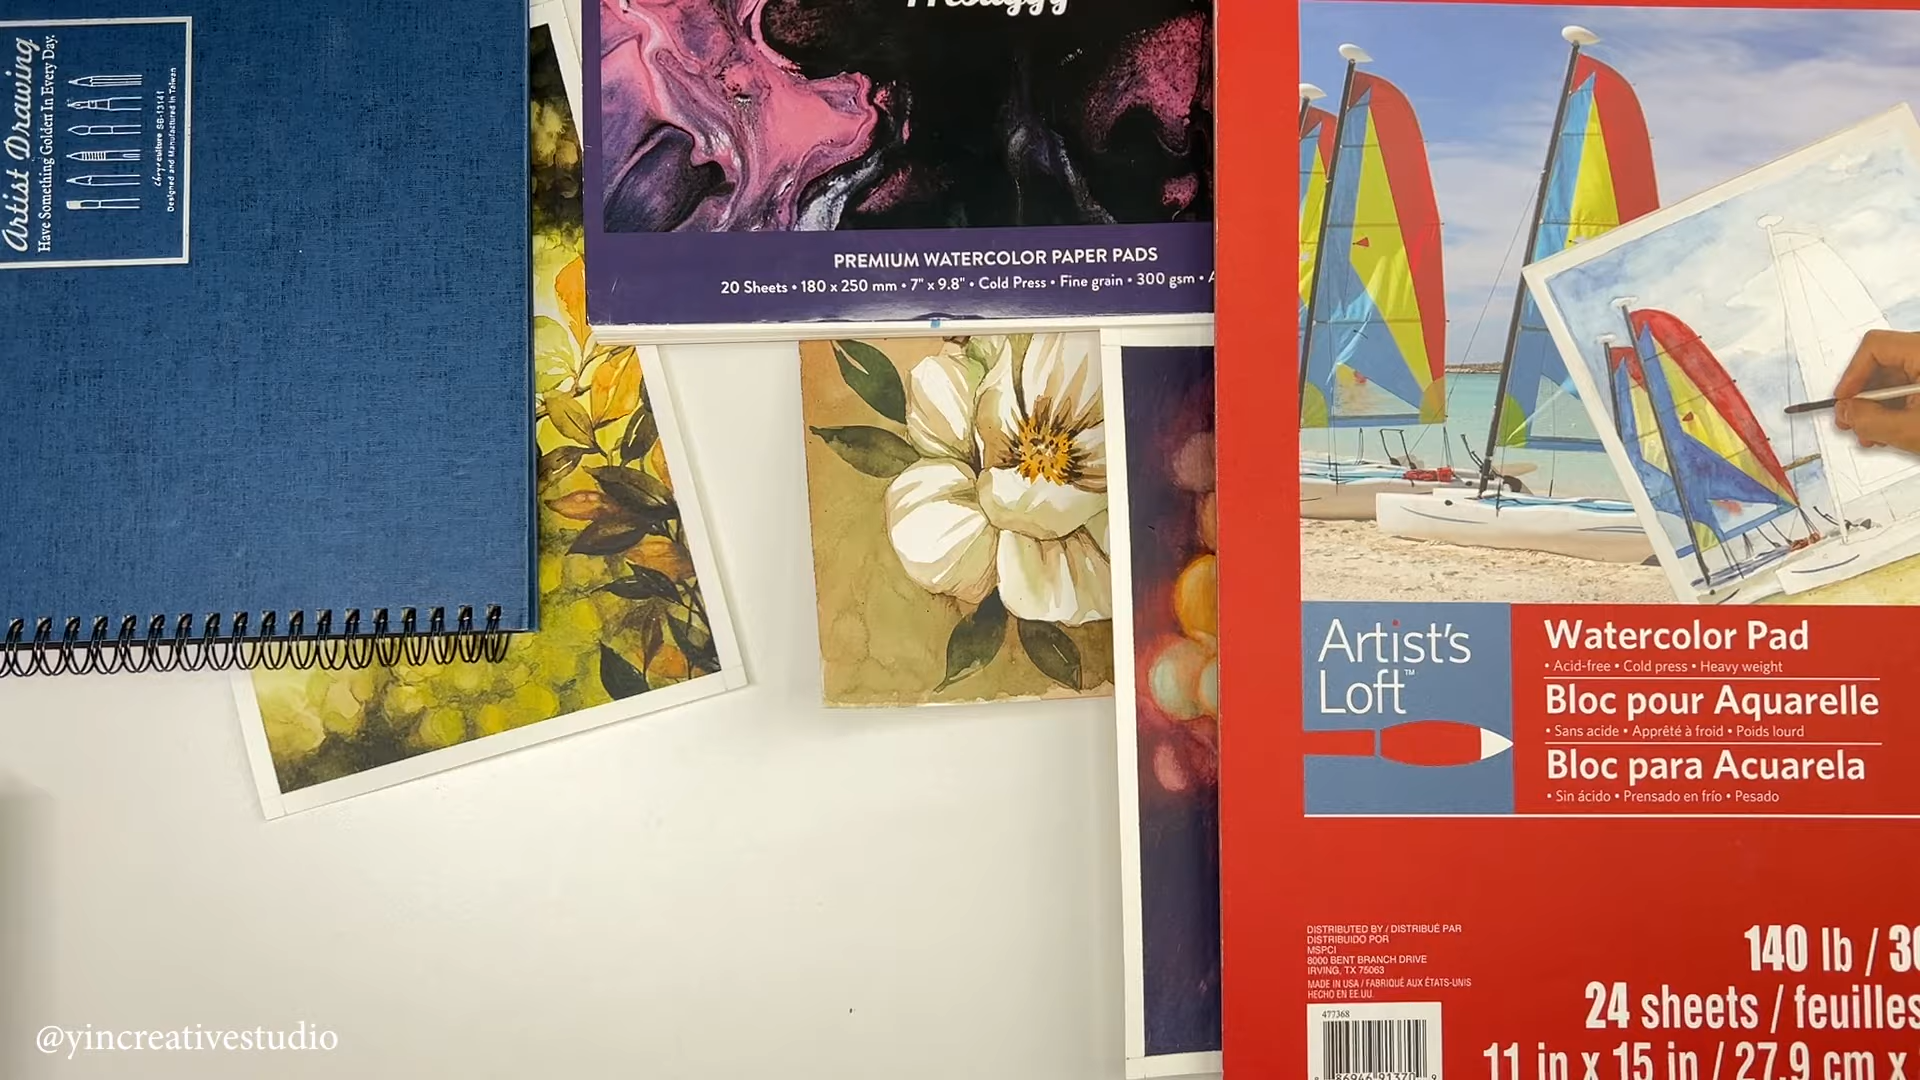 Artist Drawing
Have Something Golden In Every Day.
Designed and Manufactured in Taiwan
PREMIUM WATERCOLOR PAPER PADS
20 Sheets • 180 x 250 mm • 7" x 9.8" • Cold Press • Fine grain • 300 gsm •
Artist's
Loft™
Watercolor Pad
• Acid-free • Cold press • Heavy weight
Bloc pour Aquarelle
• Sans acide • Apprêté à froid • Poids lourd
Bloc para Acuarela
• Sin ácido • Prensado en frío • Pesado
DISTRIBUTED BY / DISTRIBUÉ PAR
DISTRIBUIDO POR
MSPCI
8000 BENT BRANCH DRIVE
IRVING, TX 75063
MADE IN USA / FABRIQUÉ AUX ÉTATS-UNIS
HECHO EN EE.UU.
477368
140 lb / 30
24 sheets / feuilles
11 in x 15 in / 27.9 cm x
@yincreativestudio